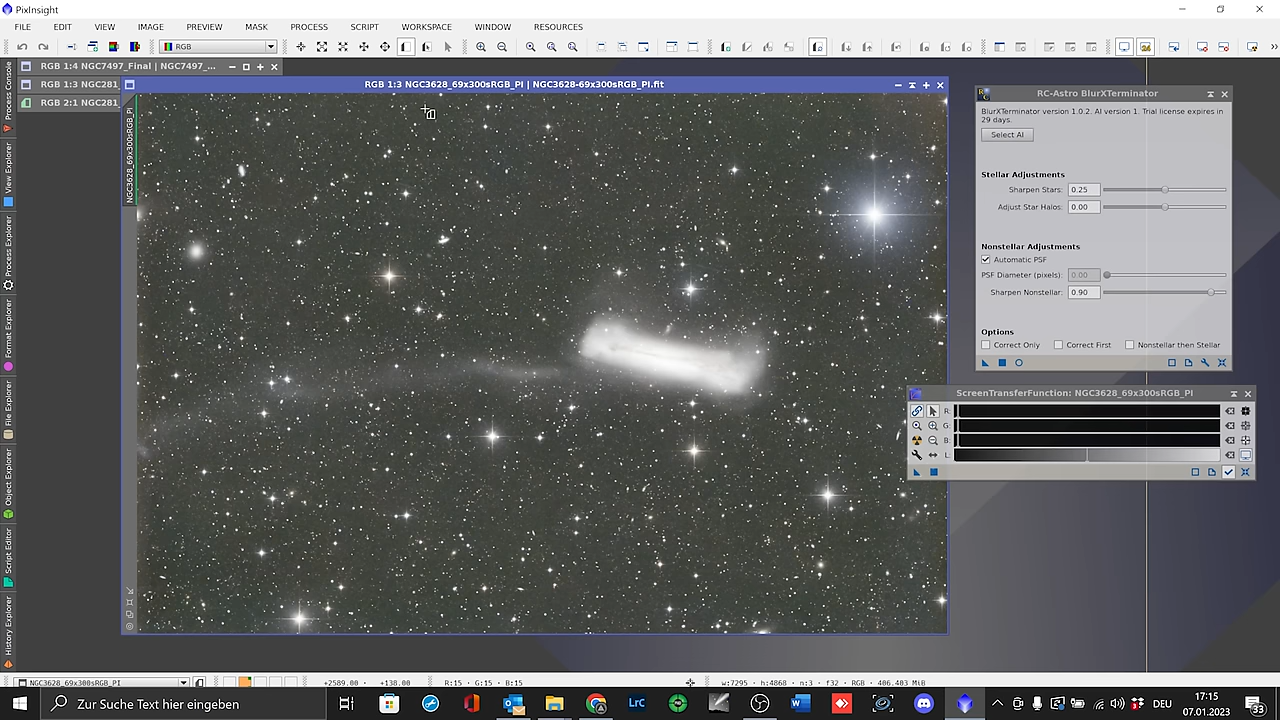 PixInsight
FILE EDIT VIEW IMAGE PREVIEW MASK PROCESS SCRIPT WORKSPACE WINDOW RESOURCES
RGB
RGB 1:4 NGC7497_Final | NGC7497_...
RGB 1:3 NGC281_
RGB 2:1 NGC281_
RGB 1:3 NGC3628_69x300sRGB_PI | NGC3628-69x300sRGB_PI.fit
NGC3628_69x300sRGB_PI
Process Console
View Explorer
Process Explorer
Format Explorer
File Explorer
Object Explorer
Script Editor
History Explorer
RC-Astro BlurXTerminator
BlurXTerminator version 1.0.2, AI version 1. Trial license expires in
29 days.
Select AI
Stellar Adjustments
Sharpen Stars: 0.25
Adjust Star Halos: 0.00
Nonstellar Adjustments
Automatic PSF
PSF Diameter (pixels): 0.00
Sharpen Nonstellar: 0.90
Options
Correct Only Correct First Nonstellar then Stellar
ScreenTransferFunction: NGC3628_69x300sRGB_PI
R:
G:
B:
L:
NGC3628_69x300sRGB_PI +2589.00 +138.00 R:15 G:15 B:15 w:7295 h:4868 n:3 f32 RGB 406.403 MiB
Zur Suche Text hier eingeben
LrC
DEU
17:15
07.01.2023
33